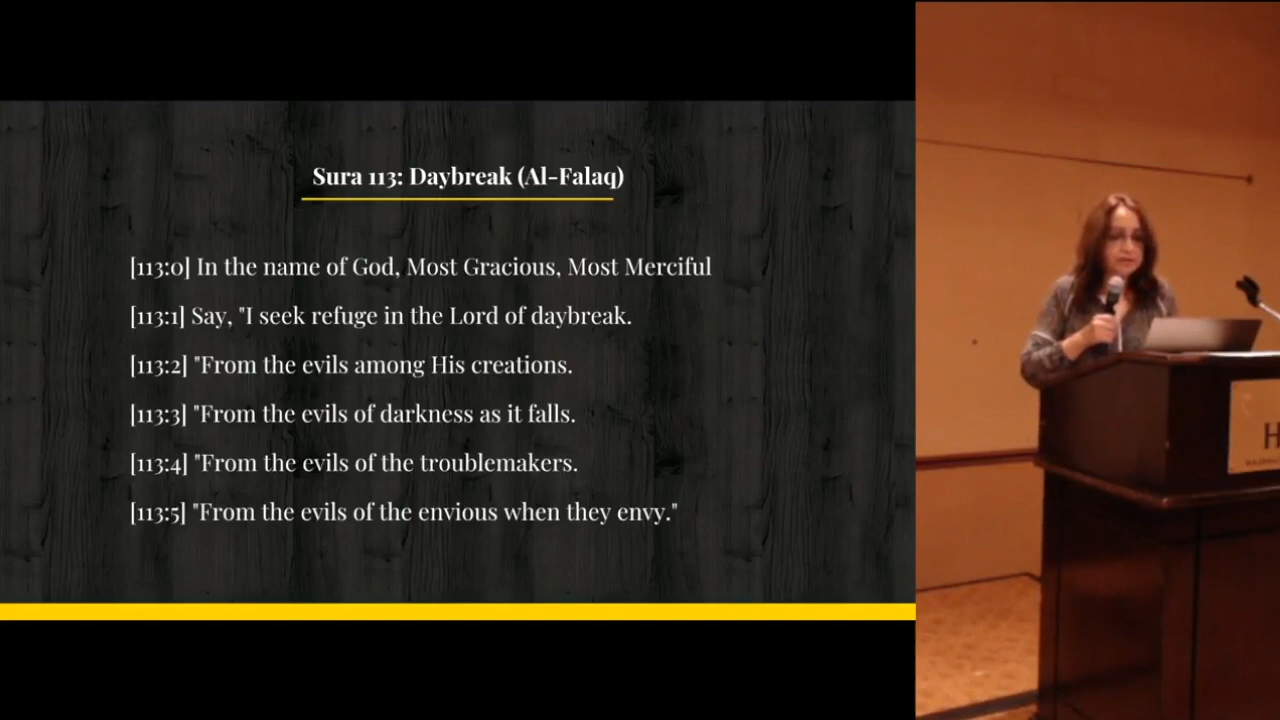 Sura 113: Daybreak (Al-Falaq)
[113:0] In the name of God, Most Gracious, Most Merciful
[113:1] Say, "I seek refuge in the Lord of daybreak.
[113:2] "From the evils among His creations.
[113:3] "From the evils of darkness as it falls.
[113:4] "From the evils of the troublemakers.
[113:5] "From the evils of the envious when they envy."
H